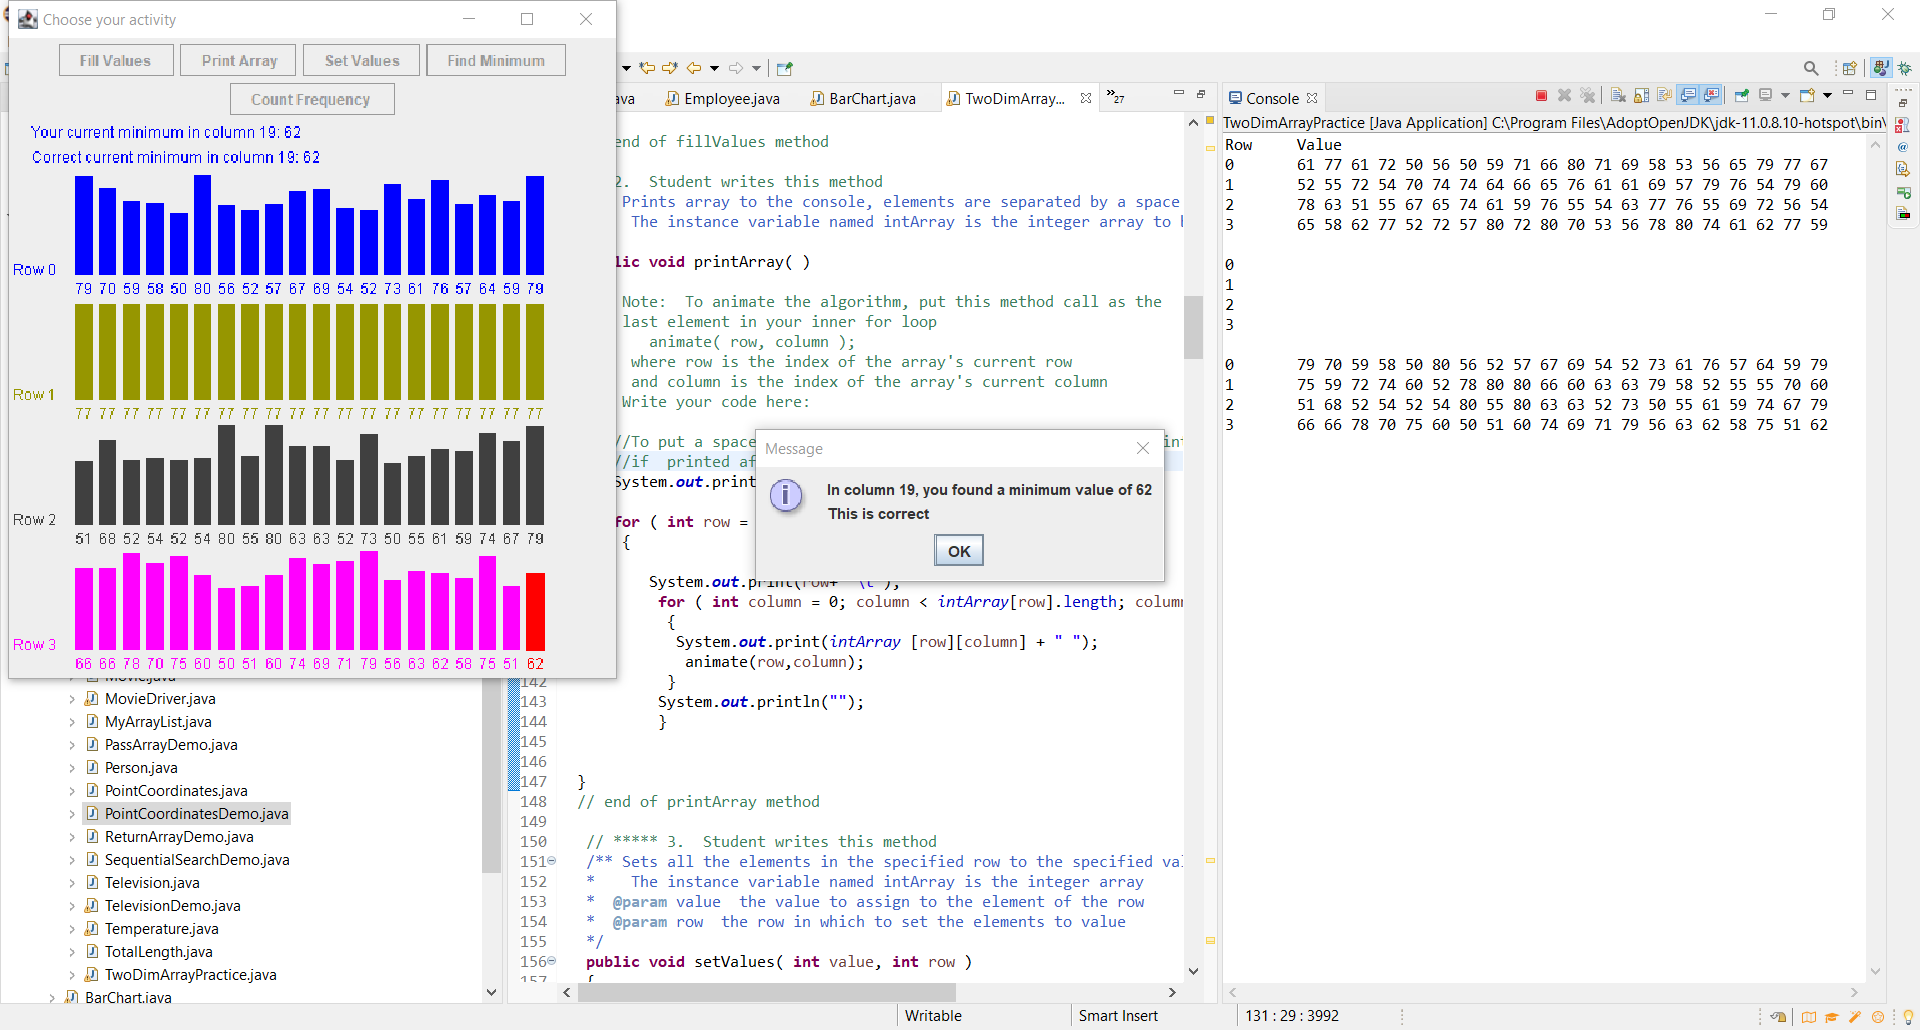 Choose your activity
Fill Values
Print Array
Set Values
Find Minimum
Count Frequency
Your current minimum in column 19: 62
Correct current minimum in column 19: 62
Row 0
79 70 59 58 50 80 56 52 57 67 69 54 52 73 61 76 57 64 59 79
Row 1
77 77 77 77 77 77 77 77 77 77 77 77 77 77 77 77 77 77 77 77
Row 2
51 68 52 54 52 54 80 55 80 63 63 52 73 50 55 61 59 74 67 79
Row 3
66 66 78 70 75 60 50 51 60 74 69 71 79 56 63 62 58 75 51 62
Movie.java
MovieDriver.java
MyArrayList.java
PassArrayDemo.java
Person.java
PointCoordinates.java
PointCoordinatesDemo.java
ReturnArrayDemo.java
SequentialSearchDemo.java
Television.java
TelevisionDemo.java
Temperature.java
TotalLength.java
TwoDimArrayPractice.java
BarChart.java
ava
Employee.java
BarChart.java
TwoDimArray...
»27
end of fillValues method
2. Student writes this method
Prints array to the console, elements are separated by a space
The instance variable named intArray is the integer array to
lic void printArray( )
Note: To animate the algorithm, put this method call as the
last element in your inner for loop
animate( row, column );
where row is the index of the array's current row
and column is the index of the array's current column
Write your code here:
//To put a space
//if printed af
System.out.print
for ( int row =
{
System.out.print(row+ "\t");
for ( int column = 0; column < intArray[row].length; colum
{
System.out.print(intArray [row][column] + " ");
animate(row,column);
142 }
143 System.out.println("");
144 }
145
146
147 }
148 // end of printArray method
149
150 // ***** 3. Student writes this method
151 /** Sets all the elements in the specified row to the specified val
152 * The instance variable named intArray is the integer array
153 * @param value the value to assign to the element of the row
154 * @param row the row in which to set the elements to value
155 */
156 public void setValues( int value, int row )
157 {
Message
In column 19, you found a minimum value of 62
This is correct
OK
Console
TwoDimArrayPractice [Java Application] C:\Program Files\AdoptOpenJDK\jdk-11.0.8.10-hotspot\bin\
Row Value
0 61 77 61 72 50 56 50 59 71 66 80 71 69 58 53 56 65 79 77 67
1 52 55 72 54 70 74 74 64 66 65 76 61 61 69 57 79 76 54 79 60
2 78 63 51 55 67 65 74 61 59 76 55 54 63 77 76 55 69 72 56 54
3 65 58 62 77 52 72 57 80 72 80 70 53 56 78 80 74 61 62 77 59
0
1
2
3
0 79 70 59 58 50 80 56 52 57 67 69 54 52 73 61 76 57 64 59 79
1 75 59 72 74 60 52 78 80 80 66 60 63 63 79 58 52 55 55 70 60
2 51 68 52 54 52 54 80 55 80 63 63 52 73 50 55 61 59 74 67 79
3 66 66 78 70 75 60 50 51 60 74 69 71 79 56 63 62 58 75 51 62
Writable
Smart Insert
131 : 29 : 3992